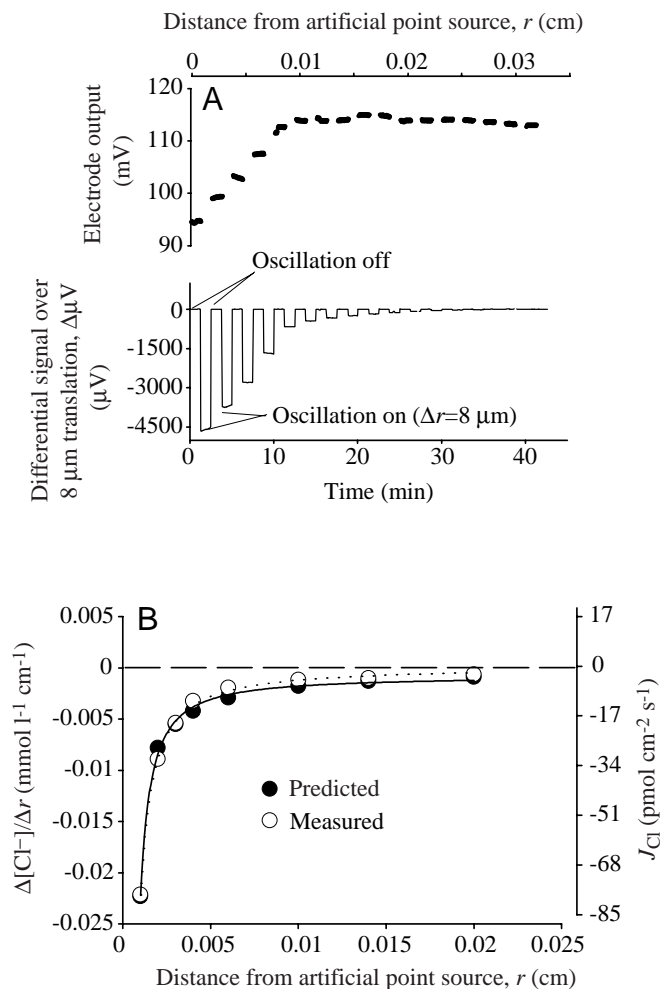 Distance from artificial point source, r (cm)
0 0.01 0.02 0.03
A
120
110
100
90
Electrode output
(mV)
Oscillation off
0
-1500
-3000
-4500
Differential signal over
8 µm translation, ΔµV
(µV)
Oscillation on (Δr=8 µm)
0 10 20 30 40
Time (min)
B
0.005
0
-0.005
-0.01
-0.015
-0.02
-0.025
Δ[Cl–]/Δr (mmol l-1 cm-1)
Predicted
Measured
17
0
-17
-34
-51
-68
-85
JCl (pmol cm-2 s-1)
0 0.005 0.01 0.015 0.02 0.025
Distance from artificial point source, r (cm)